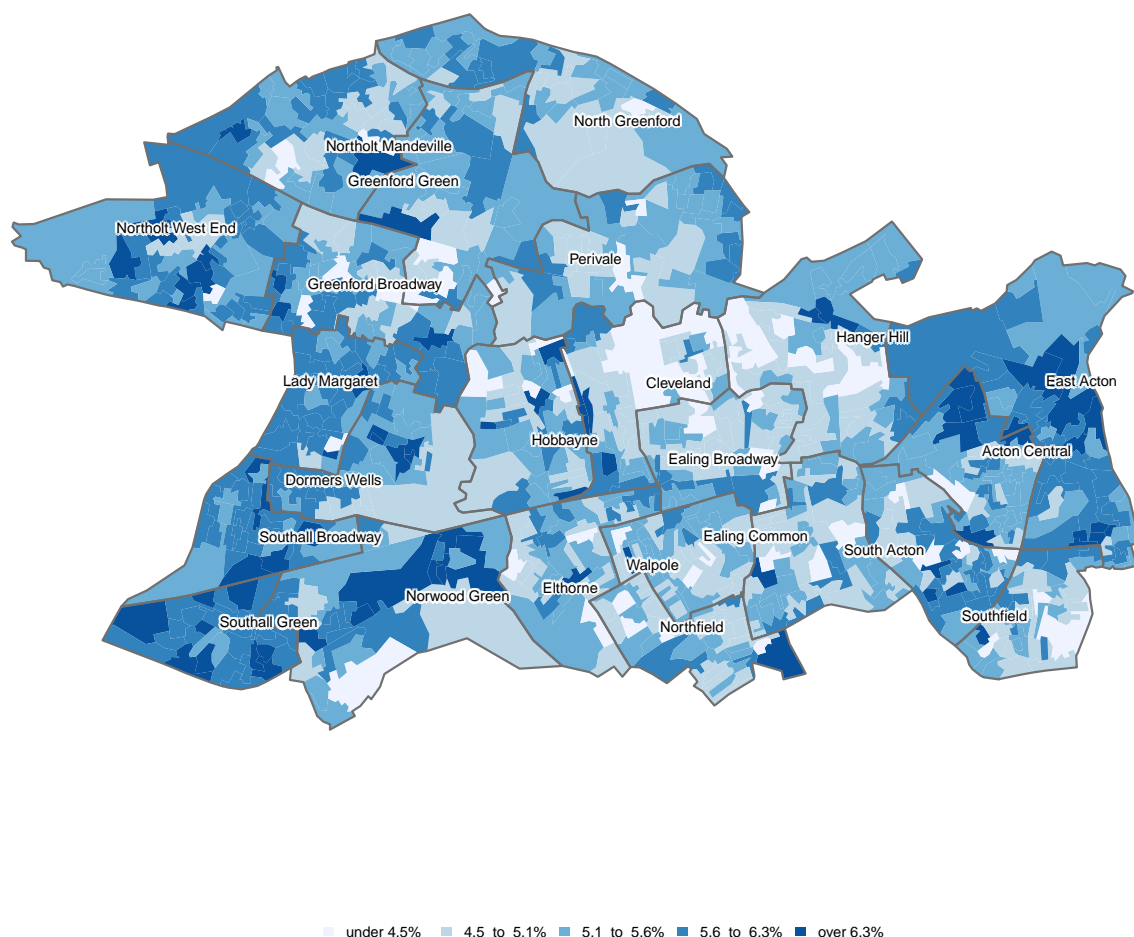 North Greenford
Northolt Mandeville
Greenford Green
Northolt West End
Perivale
Greenford Broadway
Hanger Hill
Lady Margaret
Cleveland
East Acton
Hobbayne
Acton Central
Ealing Broadway
Dormers Wells
Southall Broadway
Ealing Common
South Acton
Walpole
Elthorne
Norwood Green
Southfield
Southall Green
Northfield
under 4.5% 4.5 to 5.1% 5.1 to 5.6% 5.6 to 6.3% over 6.3%